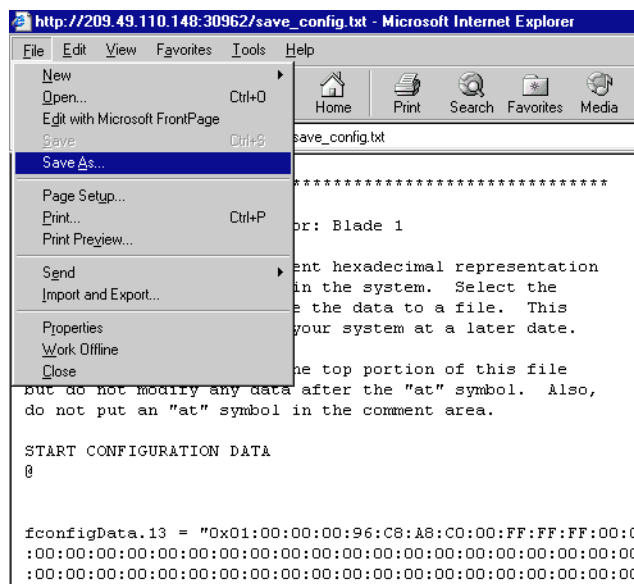 http://209.49.110.148:30962/save_config.txt - Microsoft Internet Explorer
File Edit View Favorites Tools Help
New
Open... Ctrl+O
Edit with Microsoft FrontPage
Save Ctrl+S
Save As...
Page Setup...
Print... Ctrl+P
Print Preview...
Send
Import and Export...
Properties
Work Offline
Close
Home Print Search Favorites Media
save_config.txt
*******************************
or: Blade 1
ent hexadecimal representation
in the system. Select the
e the data to a file. This
your system at a later date.
ne top portion of this file
but do not modify any data after the "at" symbol. Also,
do not put an "at" symbol in the comment area.
START CONFIGURATION DATA
@
fconfigData.13 = "0x01:00:00:00:96:C8:A8:C0:00:FF:FF:FF:00:0
:00:00:00:00:00:00:00:00:00:00:00:00:00:00:00:00:00:00:00:00
:00:00:00:00:00:00:00:00:00:00:00:00:00:00:00:00:00:00:00:00